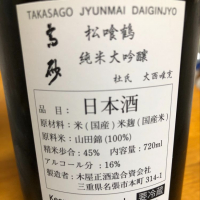 TAKASAGO JYUNMAI DAIGINJYO
髙砂
松喰鶴
純米大吟醸
杜氏 大西唯克
品目：日本酒
原材料：米(国産)米麹(国産米)
原料米：山田錦(100%)
精米歩合：45% 内容量：720ml
アルコール分：16%
製造者：木屋正酒造合資会社
三重県名張市本町314-1
要冷蔵